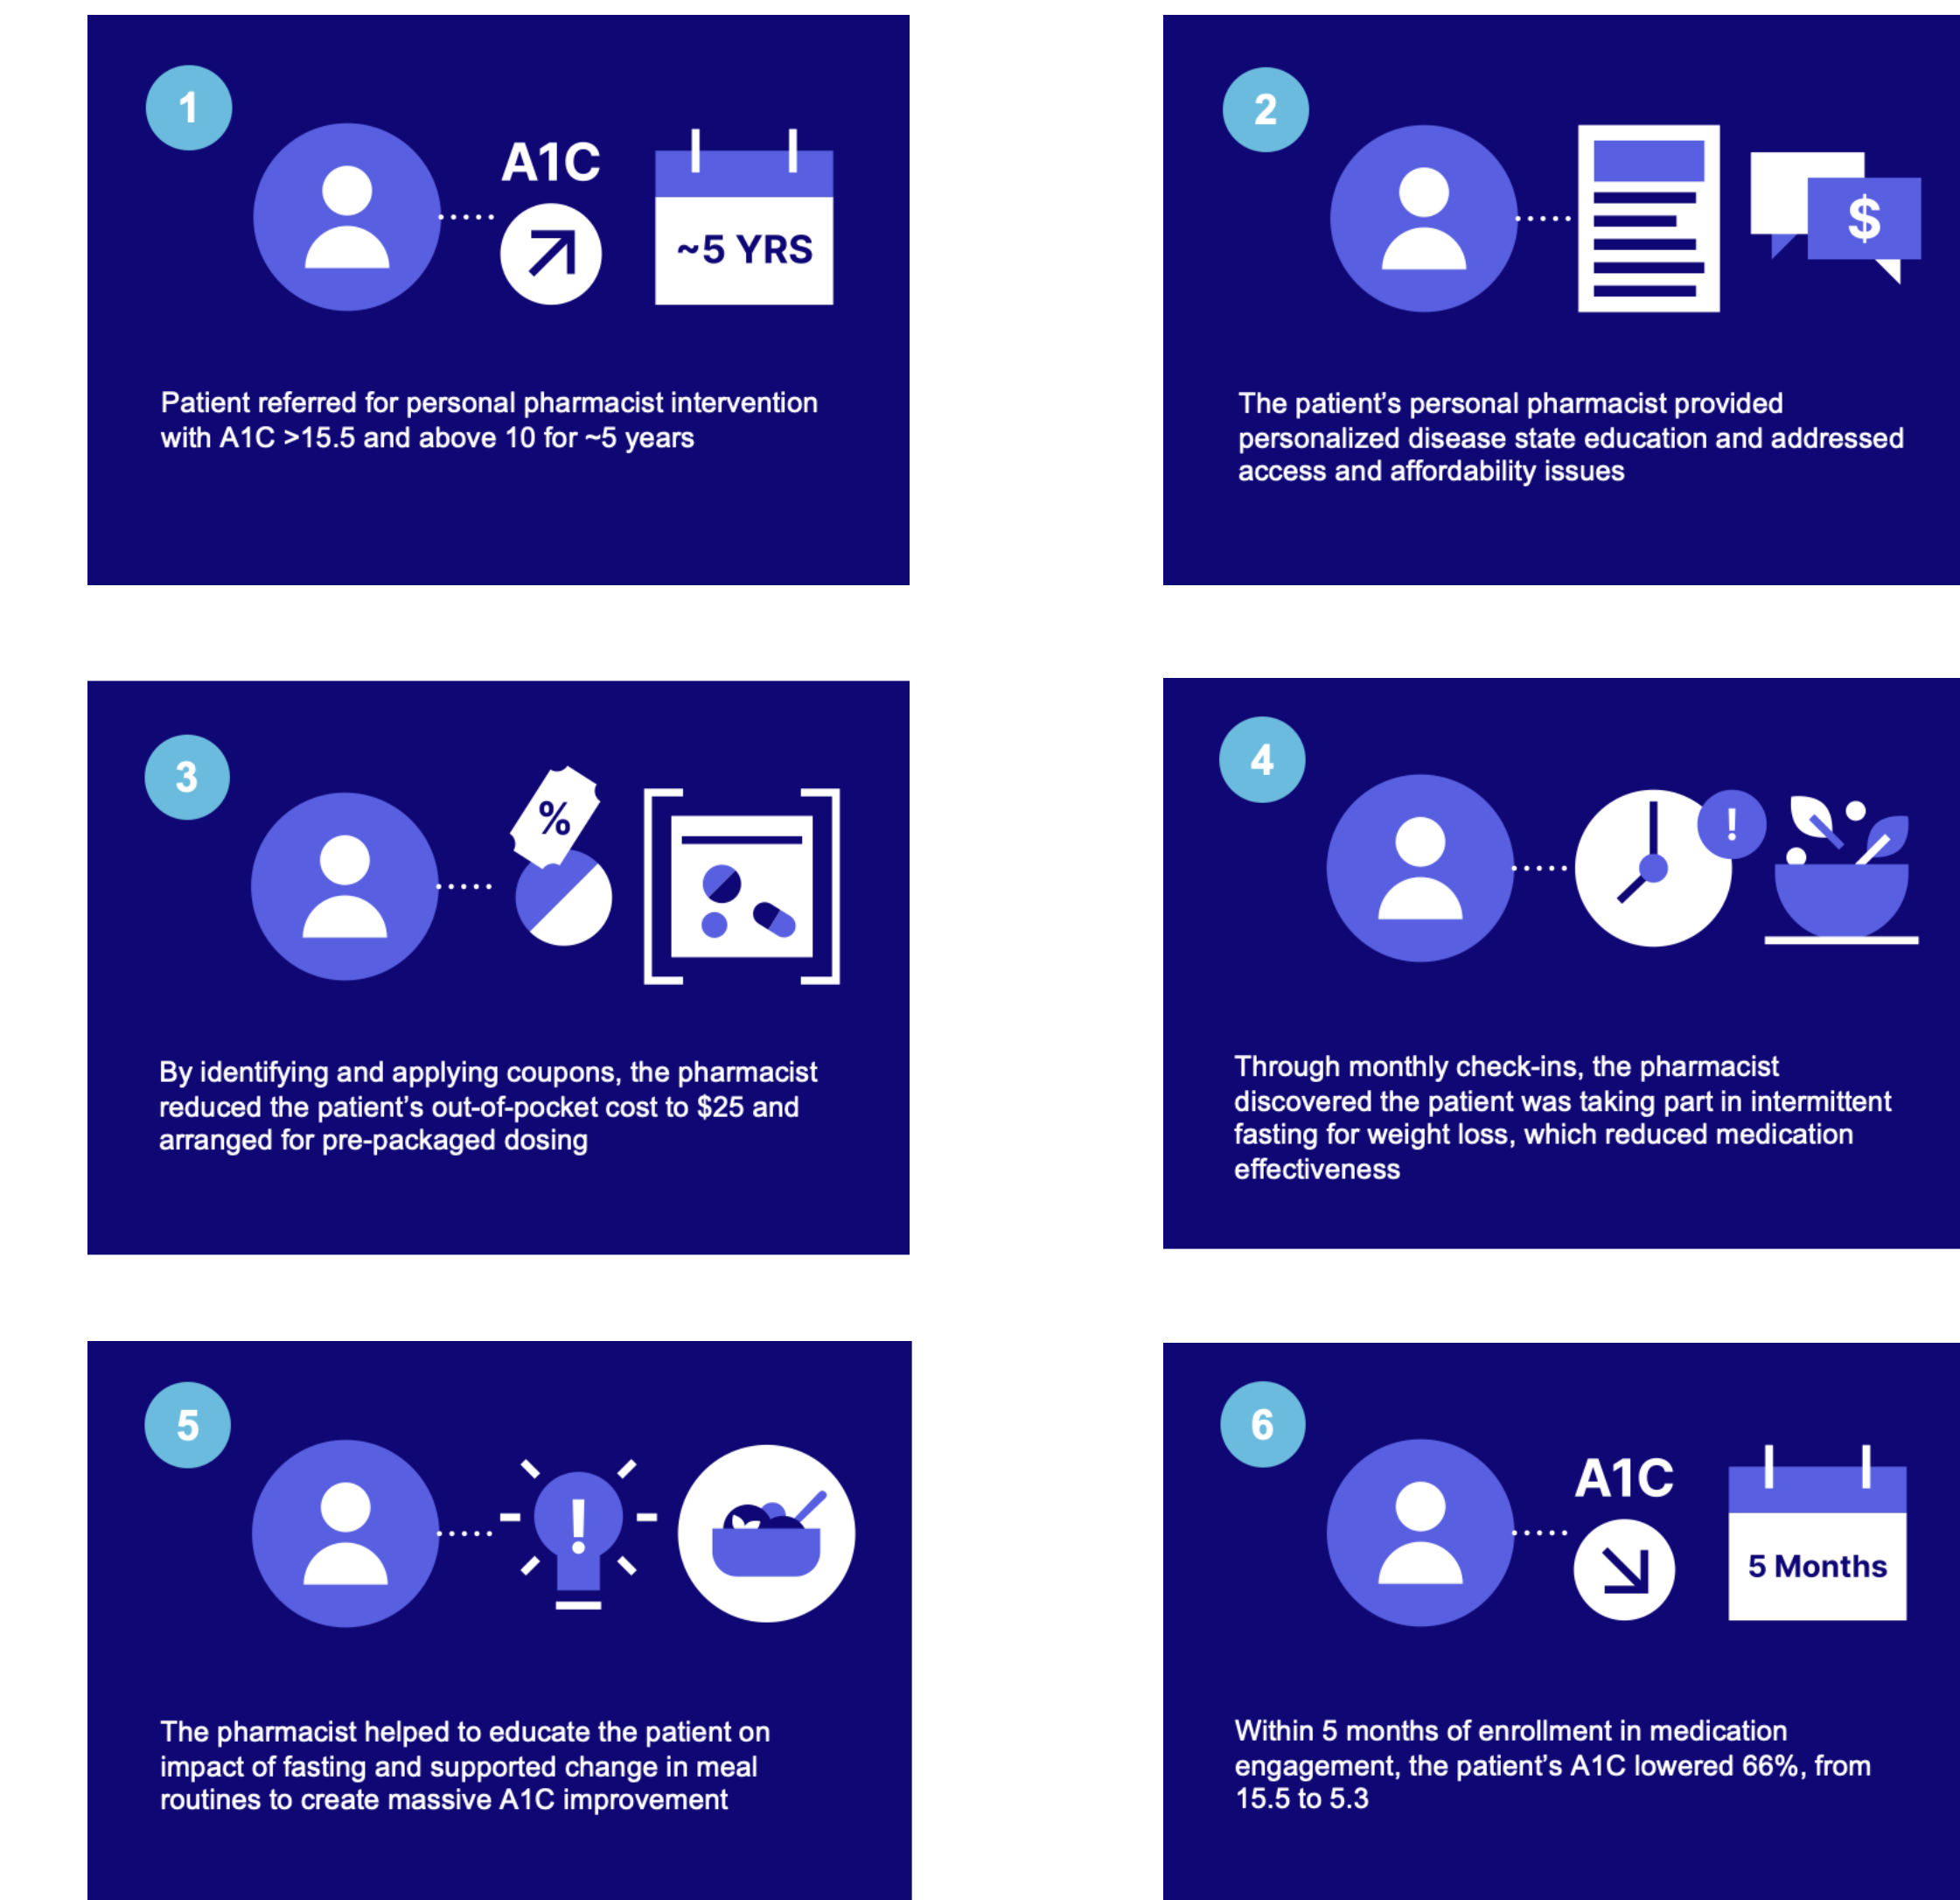 1
A1C
~5 YRS
Patient referred for personal pharmacist intervention
with A1C >15.5 and above 10 for ~5 years
2
$
The patient’s personal pharmacist provided
personalized disease state education and addressed
access and affordability issues
3
%
By identifying and applying coupons, the pharmacist
reduced the patient’s out-of-pocket cost to $25 and
arranged for pre-packaged dosing
4
!
Through monthly check-ins, the pharmacist
discovered the patient was taking part in intermittent
fasting for weight loss, which reduced medication
effectiveness
5
!
The pharmacist helped to educate the patient on
impact of fasting and supported change in meal
routines to create massive A1C improvement
6
A1C
5 Months
Within 5 months of enrollment in medication
engagement, the patient’s A1C lowered 66%, from
15.5 to 5.3